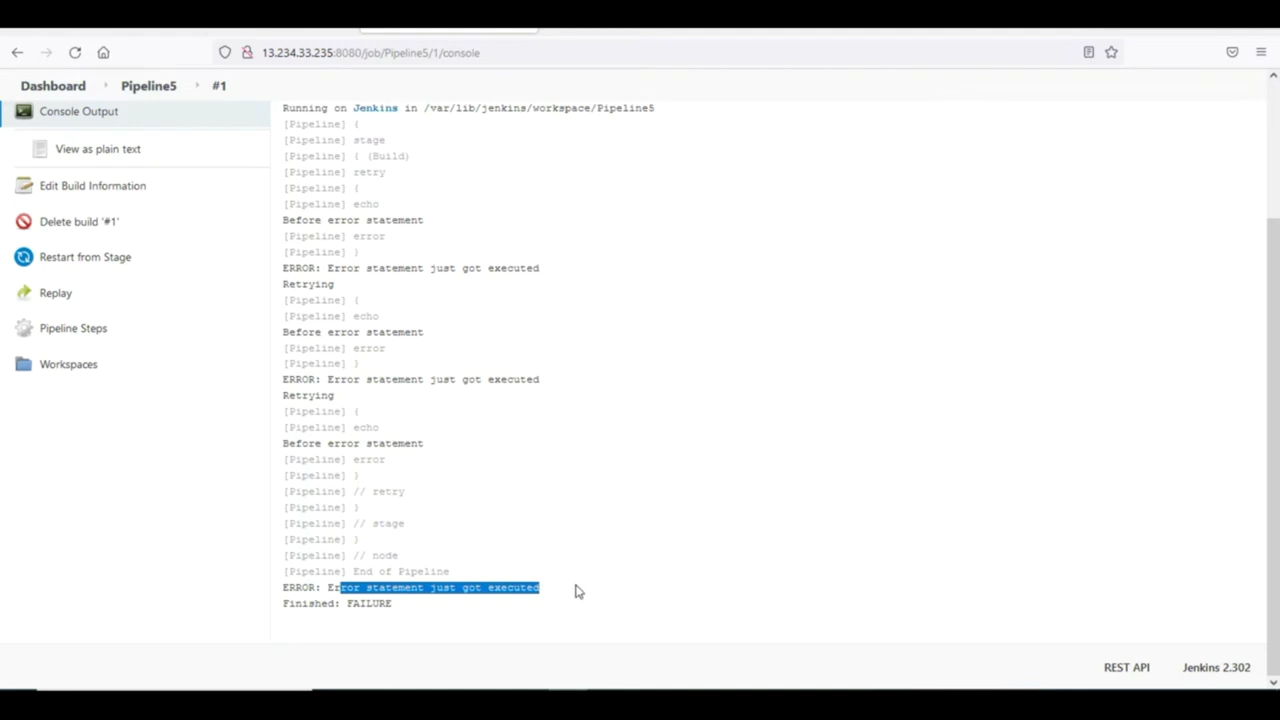 13.234.33.235:8080/job/Pipeline5/1/console
Dashboard Pipeline5 #1
Console Output
View as plain text
Edit Build Information
Delete build '#1'
Restart from Stage
Replay
Pipeline Steps
Workspaces
Running on Jenkins in /var/lib/jenkins/workspace/Pipeline5
[Pipeline] {
[Pipeline] stage
[Pipeline] { (Build)
[Pipeline] retry
[Pipeline] {
[Pipeline] echo
Before error statement
[Pipeline] error
[Pipeline] }
ERROR: Error statement just got executed
Retrying
[Pipeline] {
[Pipeline] echo
Before error statement
[Pipeline] error
[Pipeline] }
ERROR: Error statement just got executed
Retrying
[Pipeline] {
[Pipeline] echo
Before error statement
[Pipeline] error
[Pipeline] }
[Pipeline] // retry
[Pipeline] }
[Pipeline] // stage
[Pipeline] }
[Pipeline] // node
[Pipeline] End of Pipeline
ERROR: Error statement just got executed
Finished: FAILURE
REST API Jenkins 2.302